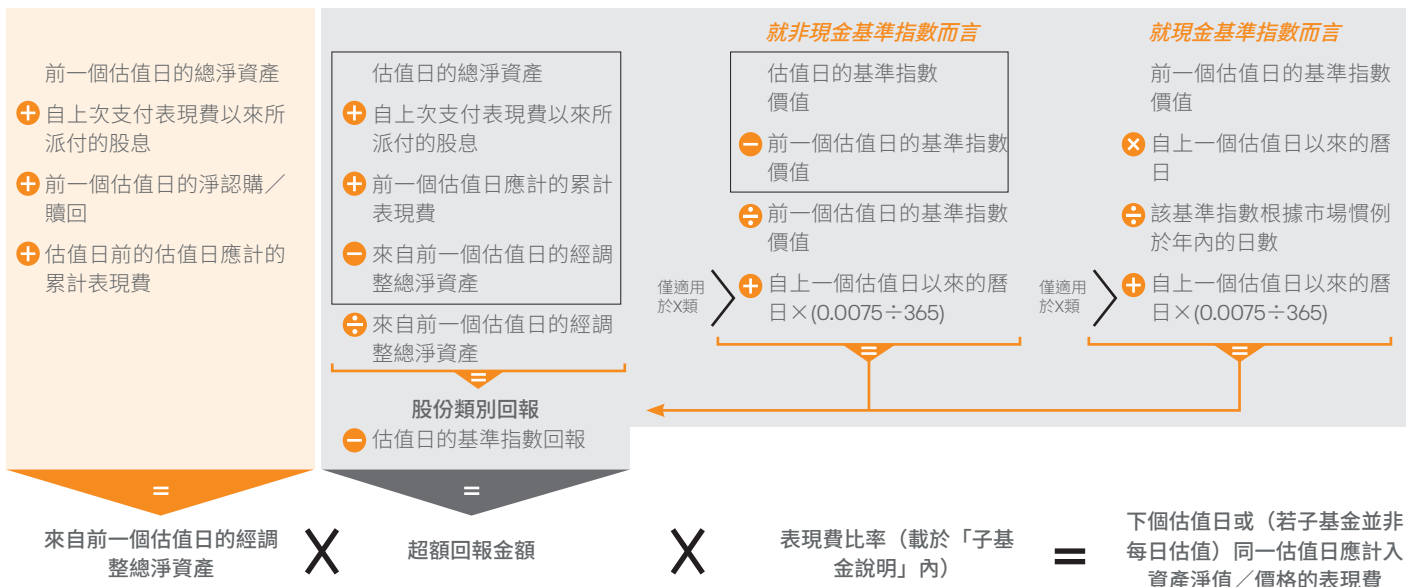 前一個估值日的總淨資產
+ 自上次支付表現費以來所
派付的股息
+ 前一個估值日的淨認購／
贖回
+ 估值日前的估值日應計的
累計表現費
=
來自前一個估值日的經調
整總淨資產
X
估值日的總淨資產
+ 自上次支付表現費以來所
派付的股息
+ 前一個估值日應計的累計
表現費
− 來自前一個估值日的經調
整總淨資產
÷ 來自前一個估值日的經調
整總淨資產
=
股份類別回報
− 估值日的基準指數回報
=
超額回報金額
就非現金基準指數而言
估值日的基準指數
價值
− 前一個估值日的基準指數
價值
÷ 前一個估值日的基準指數
價值
僅適用
於X類
+ 自上一個估值日以來的曆
日×(0.0075÷365)
=
就現金基準指數而言
前一個估值日的基準指數
價值
× 自上一個估值日以來的曆
日
÷ 該基準指數根據市場慣例
於年內的日數
僅適用
於X類
+ 自上一個估值日以來的曆
日×(0.0075÷365)
=
X
表現費比率（載於「子基
金說明」內）
=
下個估值日或（若子基金並非
每日估值）同一估值日應計入
資產淨值／價格的表現費